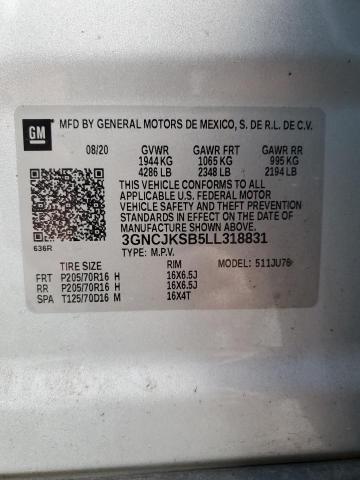 GM
MFD BY GENERAL MOTORS DE MEXICO, S. DE R.L. DE C.V.
08/20 GVWR GAWR FRT GAWR RR
1944 KG 1065 KG 995 KG
4286 LB 2348 LB 2194 LB
THIS VEHICLE CONFORMS TO ALL
APPLICABLE U.S. FEDERAL MOTOR
VEHICLE SAFETY AND THEFT
PREVENTION STANDARDS IN EFFECT
ON THE DATE OF MANUFACTURE
SHOWN ABOVE.
3GNCJKSB5LL318831
636R TYPE: M.P.V.
TIRE SIZE RIM MODEL: 511JU76
FRT P205/70R16 H 16X6.5J
RR P205/70R16 H 16X6.5J
SPA T125/70D16 M 16X4T